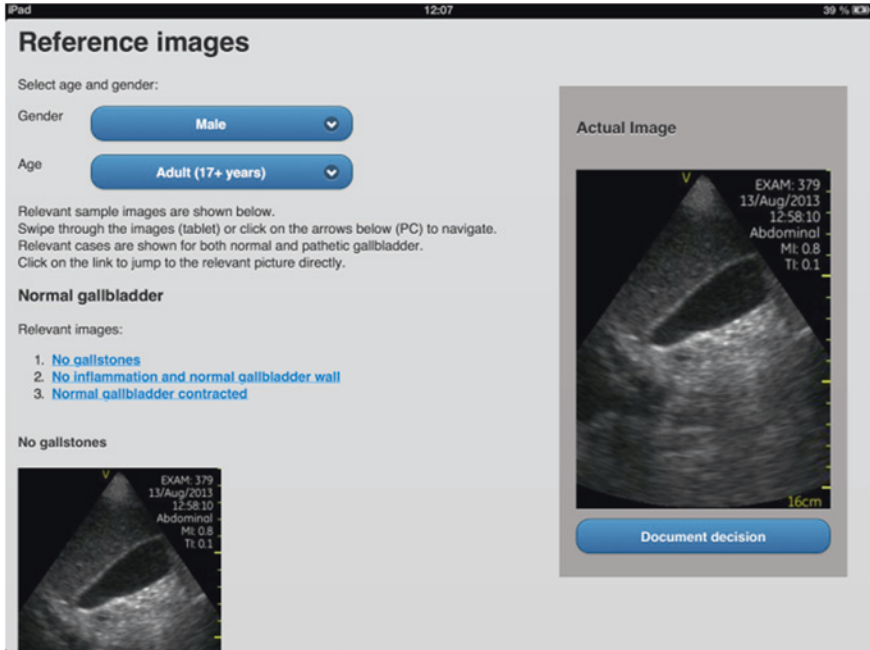 iPad
12:07
39 %
Reference images
Select age and gender:
Gender
Male
Age
Adult (17+ years)
Relevant sample images are shown below.
Swipe through the images (tablet) or click on the arrows below (PC) to navigate.
Relevant cases are shown for both normal and pathetic gallbladder.
Click on the link to jump to the relevant picture directly.
Normal gallbladder
Relevant images:
1. No gallstones
2. No inflammation and normal gallbladder wall
3. Normal gallbladder contracted
No gallstones
V
EXAM: 379
13/Aug/2013
12:58:10
Abdominal
MI: 0.8
TI: 0.1
Actual Image
V
EXAM: 379
13/Aug/2013
12:58:10
Abdominal
MI: 0.8
TI: 0.1
16cm
Document decision